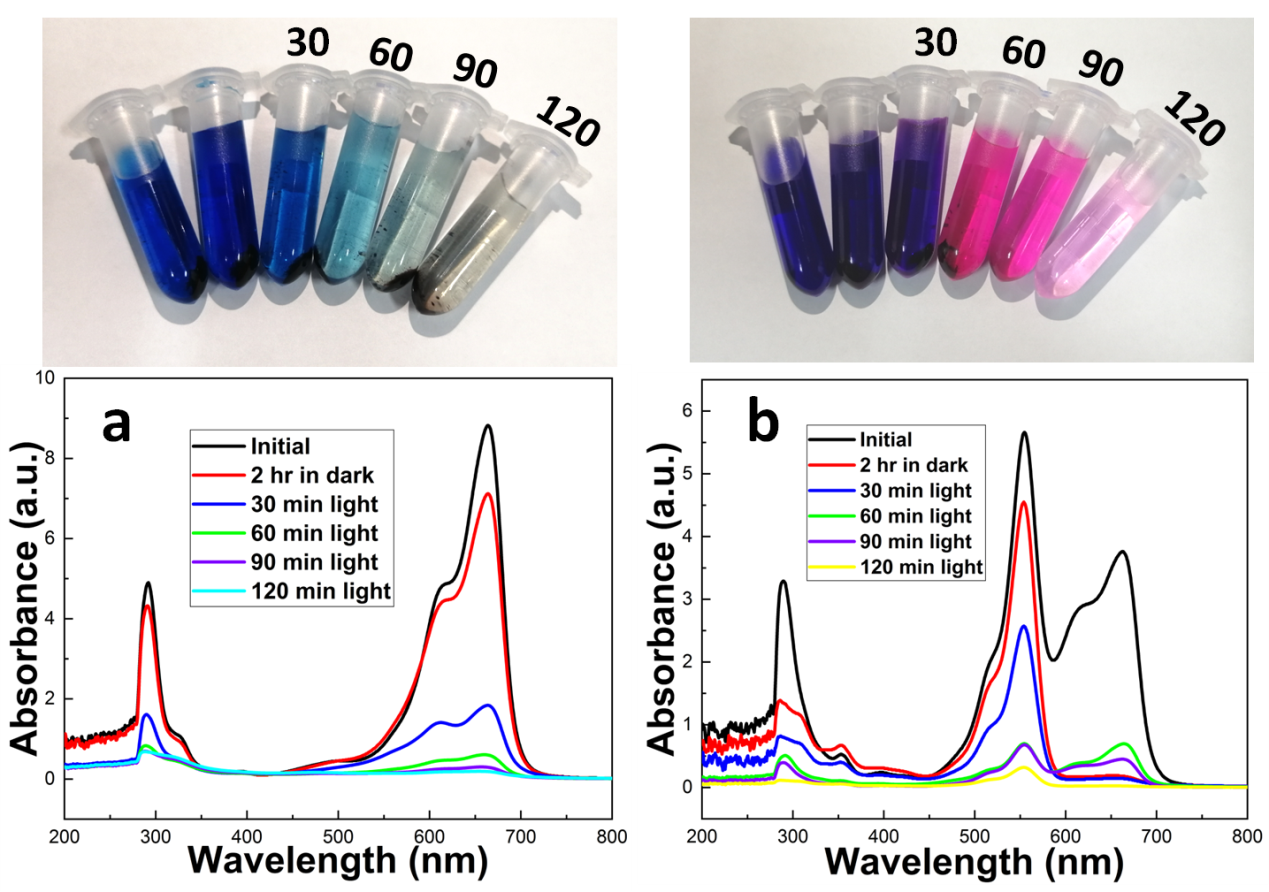 30
60
90
120
30
60
90
120
a
Initial
2 hr in dark
30 min light
60 min light
90 min light
120 min light
Absorbance (a.u.)
10
8
6
4
2
0
200 300 400 500 600 700 800
Wavelength (nm)
b
Initial
2 hr in dark
30 min light
60 min light
90 min light
120 min light
Absorbance (a.u.)
6
5
4
3
2
1
0
200 300 400 500 600 700 800
Wavelength (nm)